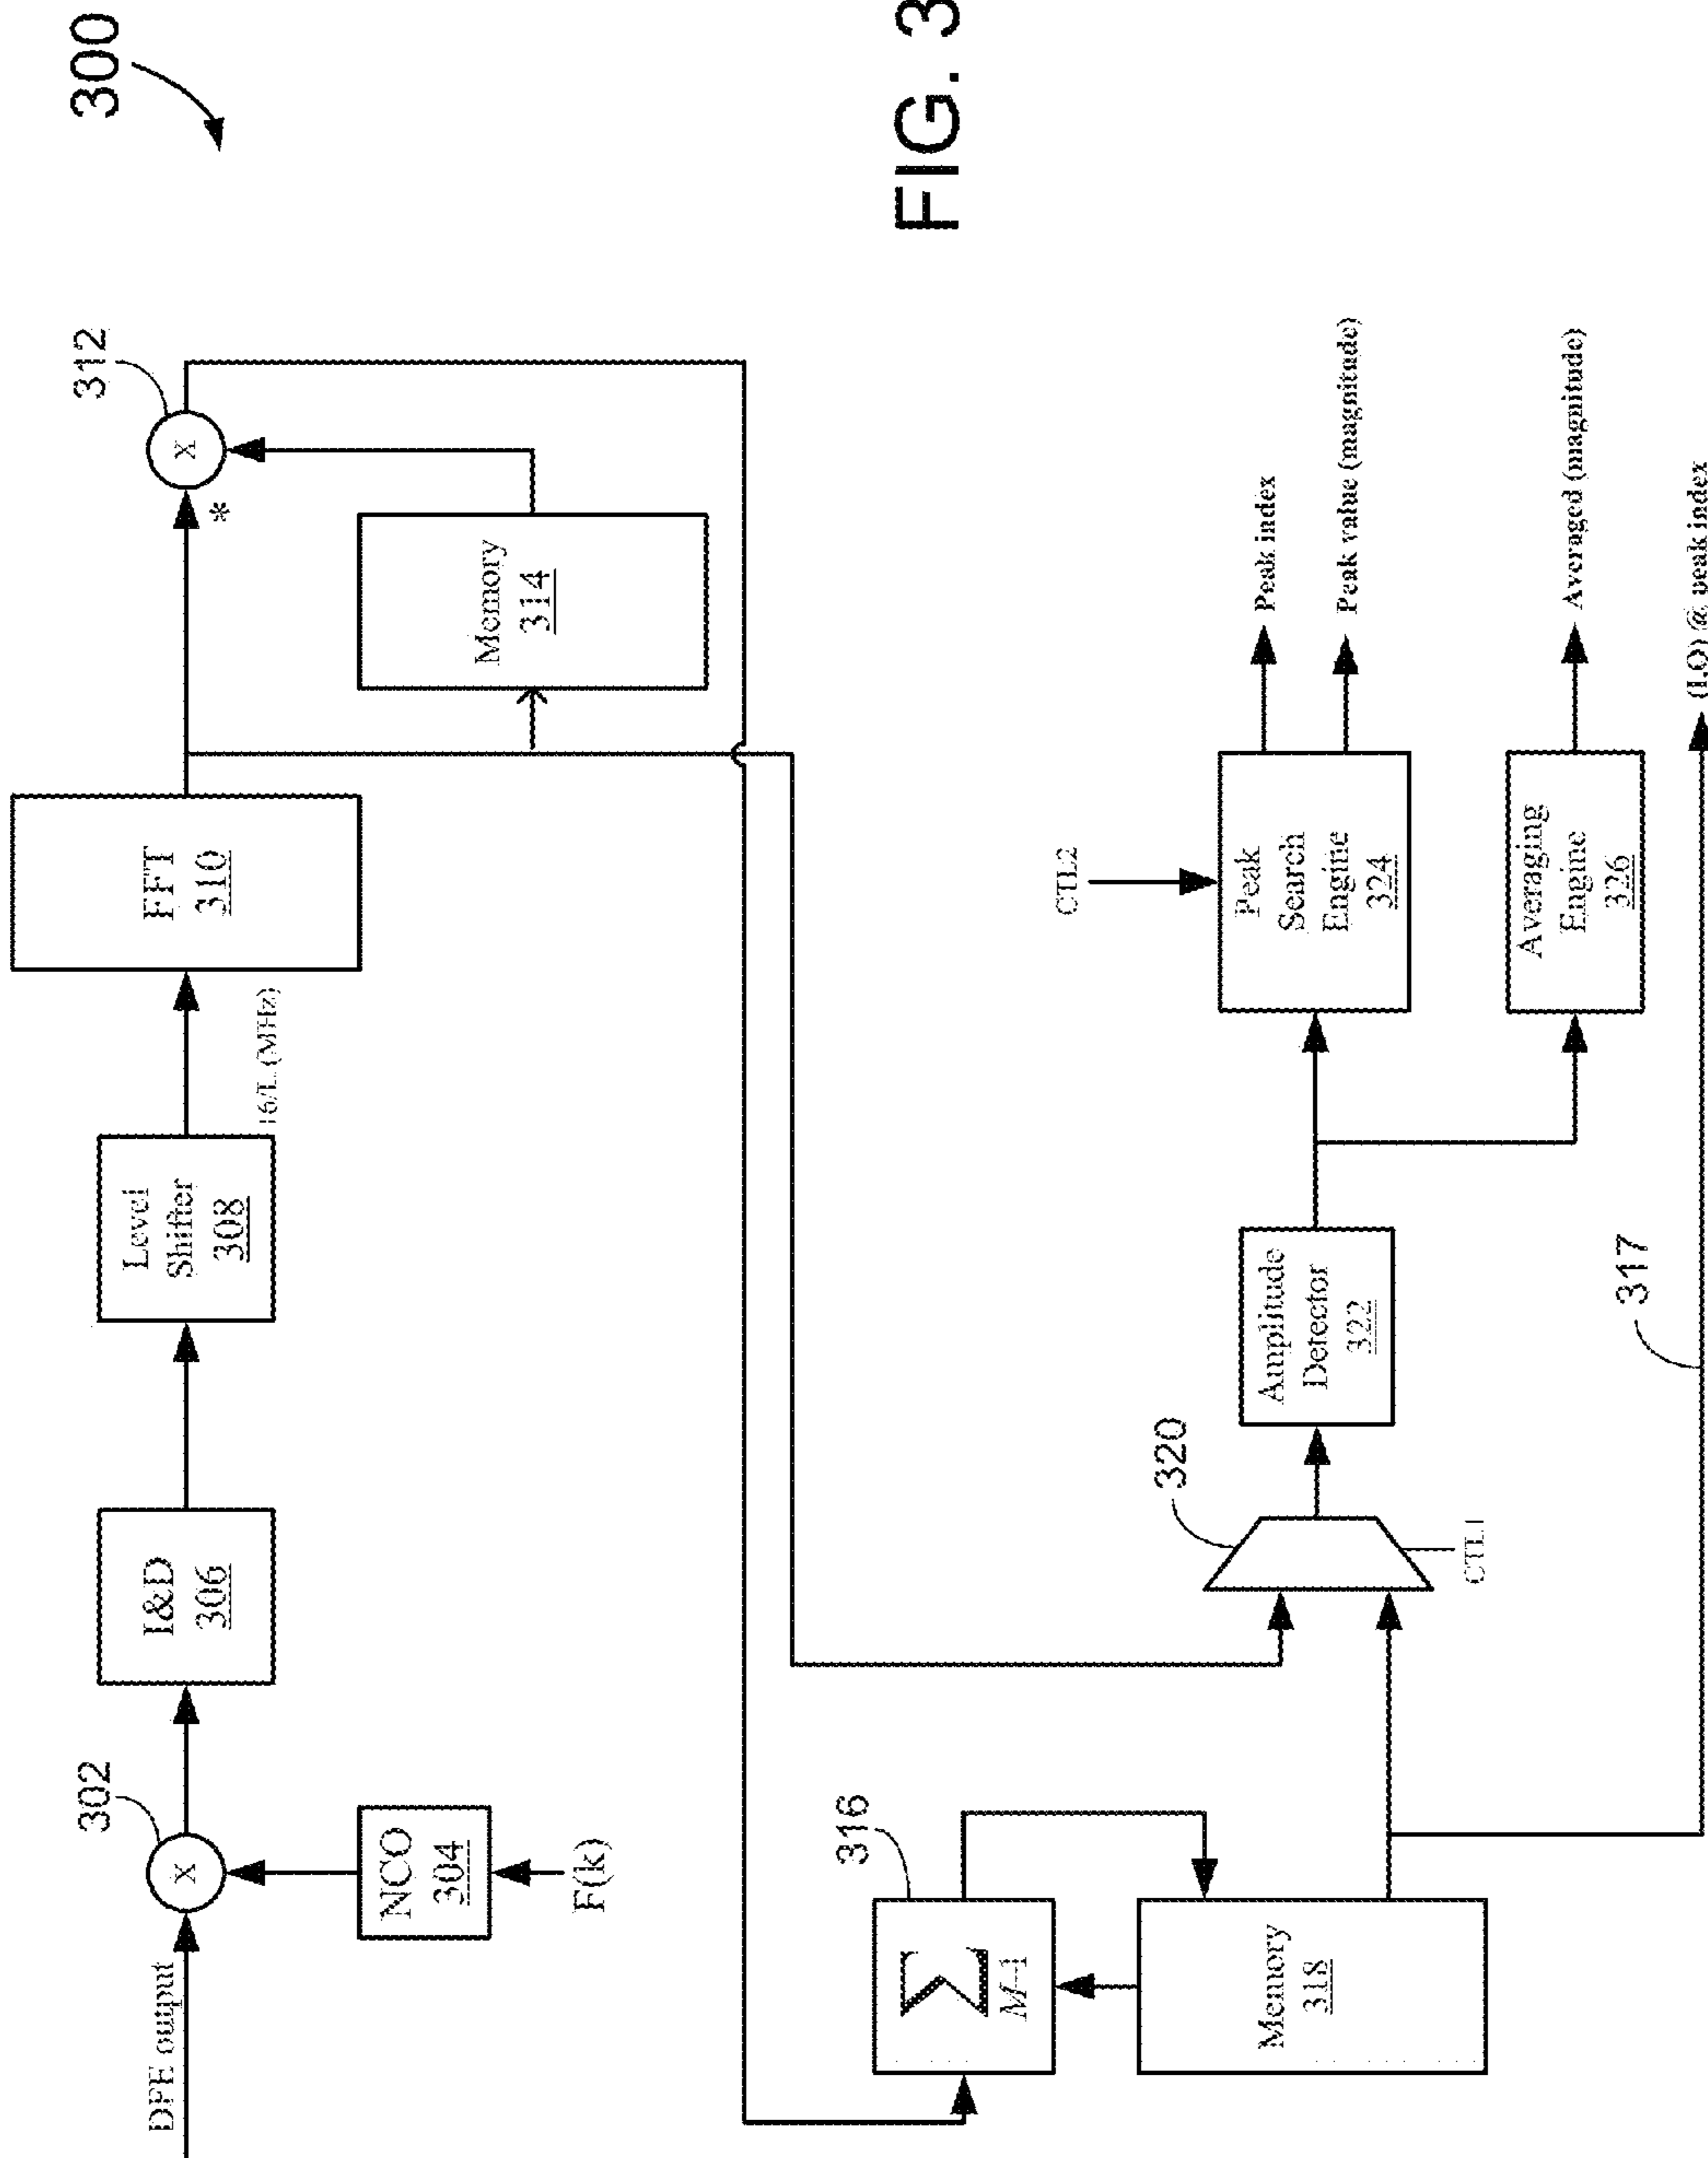 300
DFE output
X
302
NCO
304
F(k)
I&D
306
Level
Shifter
308
16/L (MHz)
FFT
310
*
X
312
Memory
314
316
Σ
M-1
Memory
318
320
CTL1
Amplitude
Detector
322
CTL2
Peak
Search
Engine
324
Peak index
Peak value (magnitude)
Averaging
Engine
326
Averaged (magnitude)
317
(I,Q) @ peak index
FIG. 3